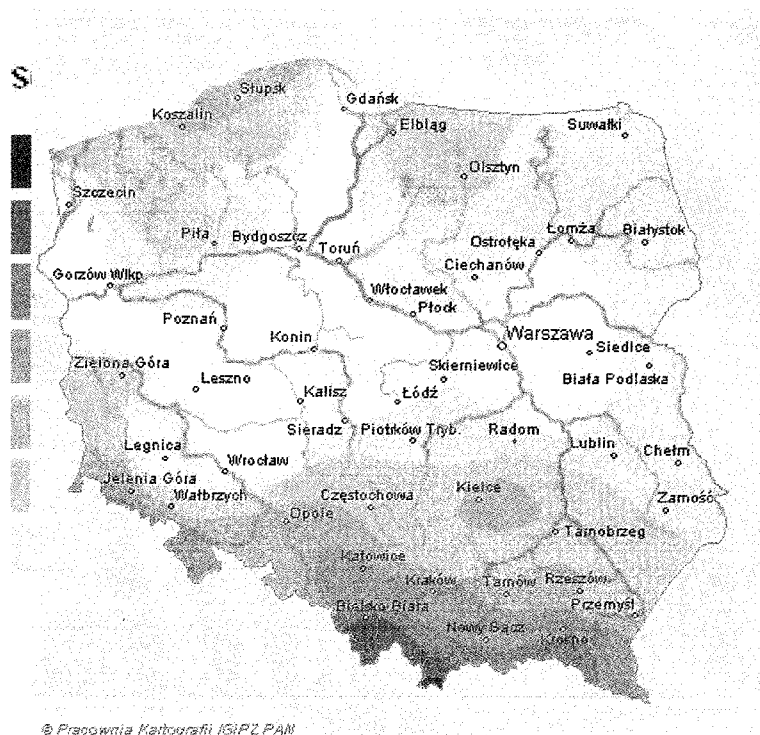 S
Słupsk
Gdańsk
Koszalin
Elbląg
Suwałki
Olsztyn
Szczecin
Piła
Bydgoszcz
Toruń
Ostrołęka
Łomża
Białystok
Ciechanów
Gorzów Wlkp.
Włocławek
Płock
Poznań
Konin
Warszawa
Siedlce
Zielona Góra
Leszno
Kalisz
Łódź
Skierniewice
Biała Podlaska
Sieradz
Piotrków Tryb.
Radom
Legnica
Wrocław
Lublin
Chełm
Jelenia Góra
Wałbrzych
Opole
Częstochowa
Kielce
Zamość
Tarnobrzeg
Katowice
Kraków
Tarnów
Rzeszów
Przemyśl
Bielsko Biała
Nowy Sącz
Krosno
© Pracownia Kartografii IGiPZ PAN